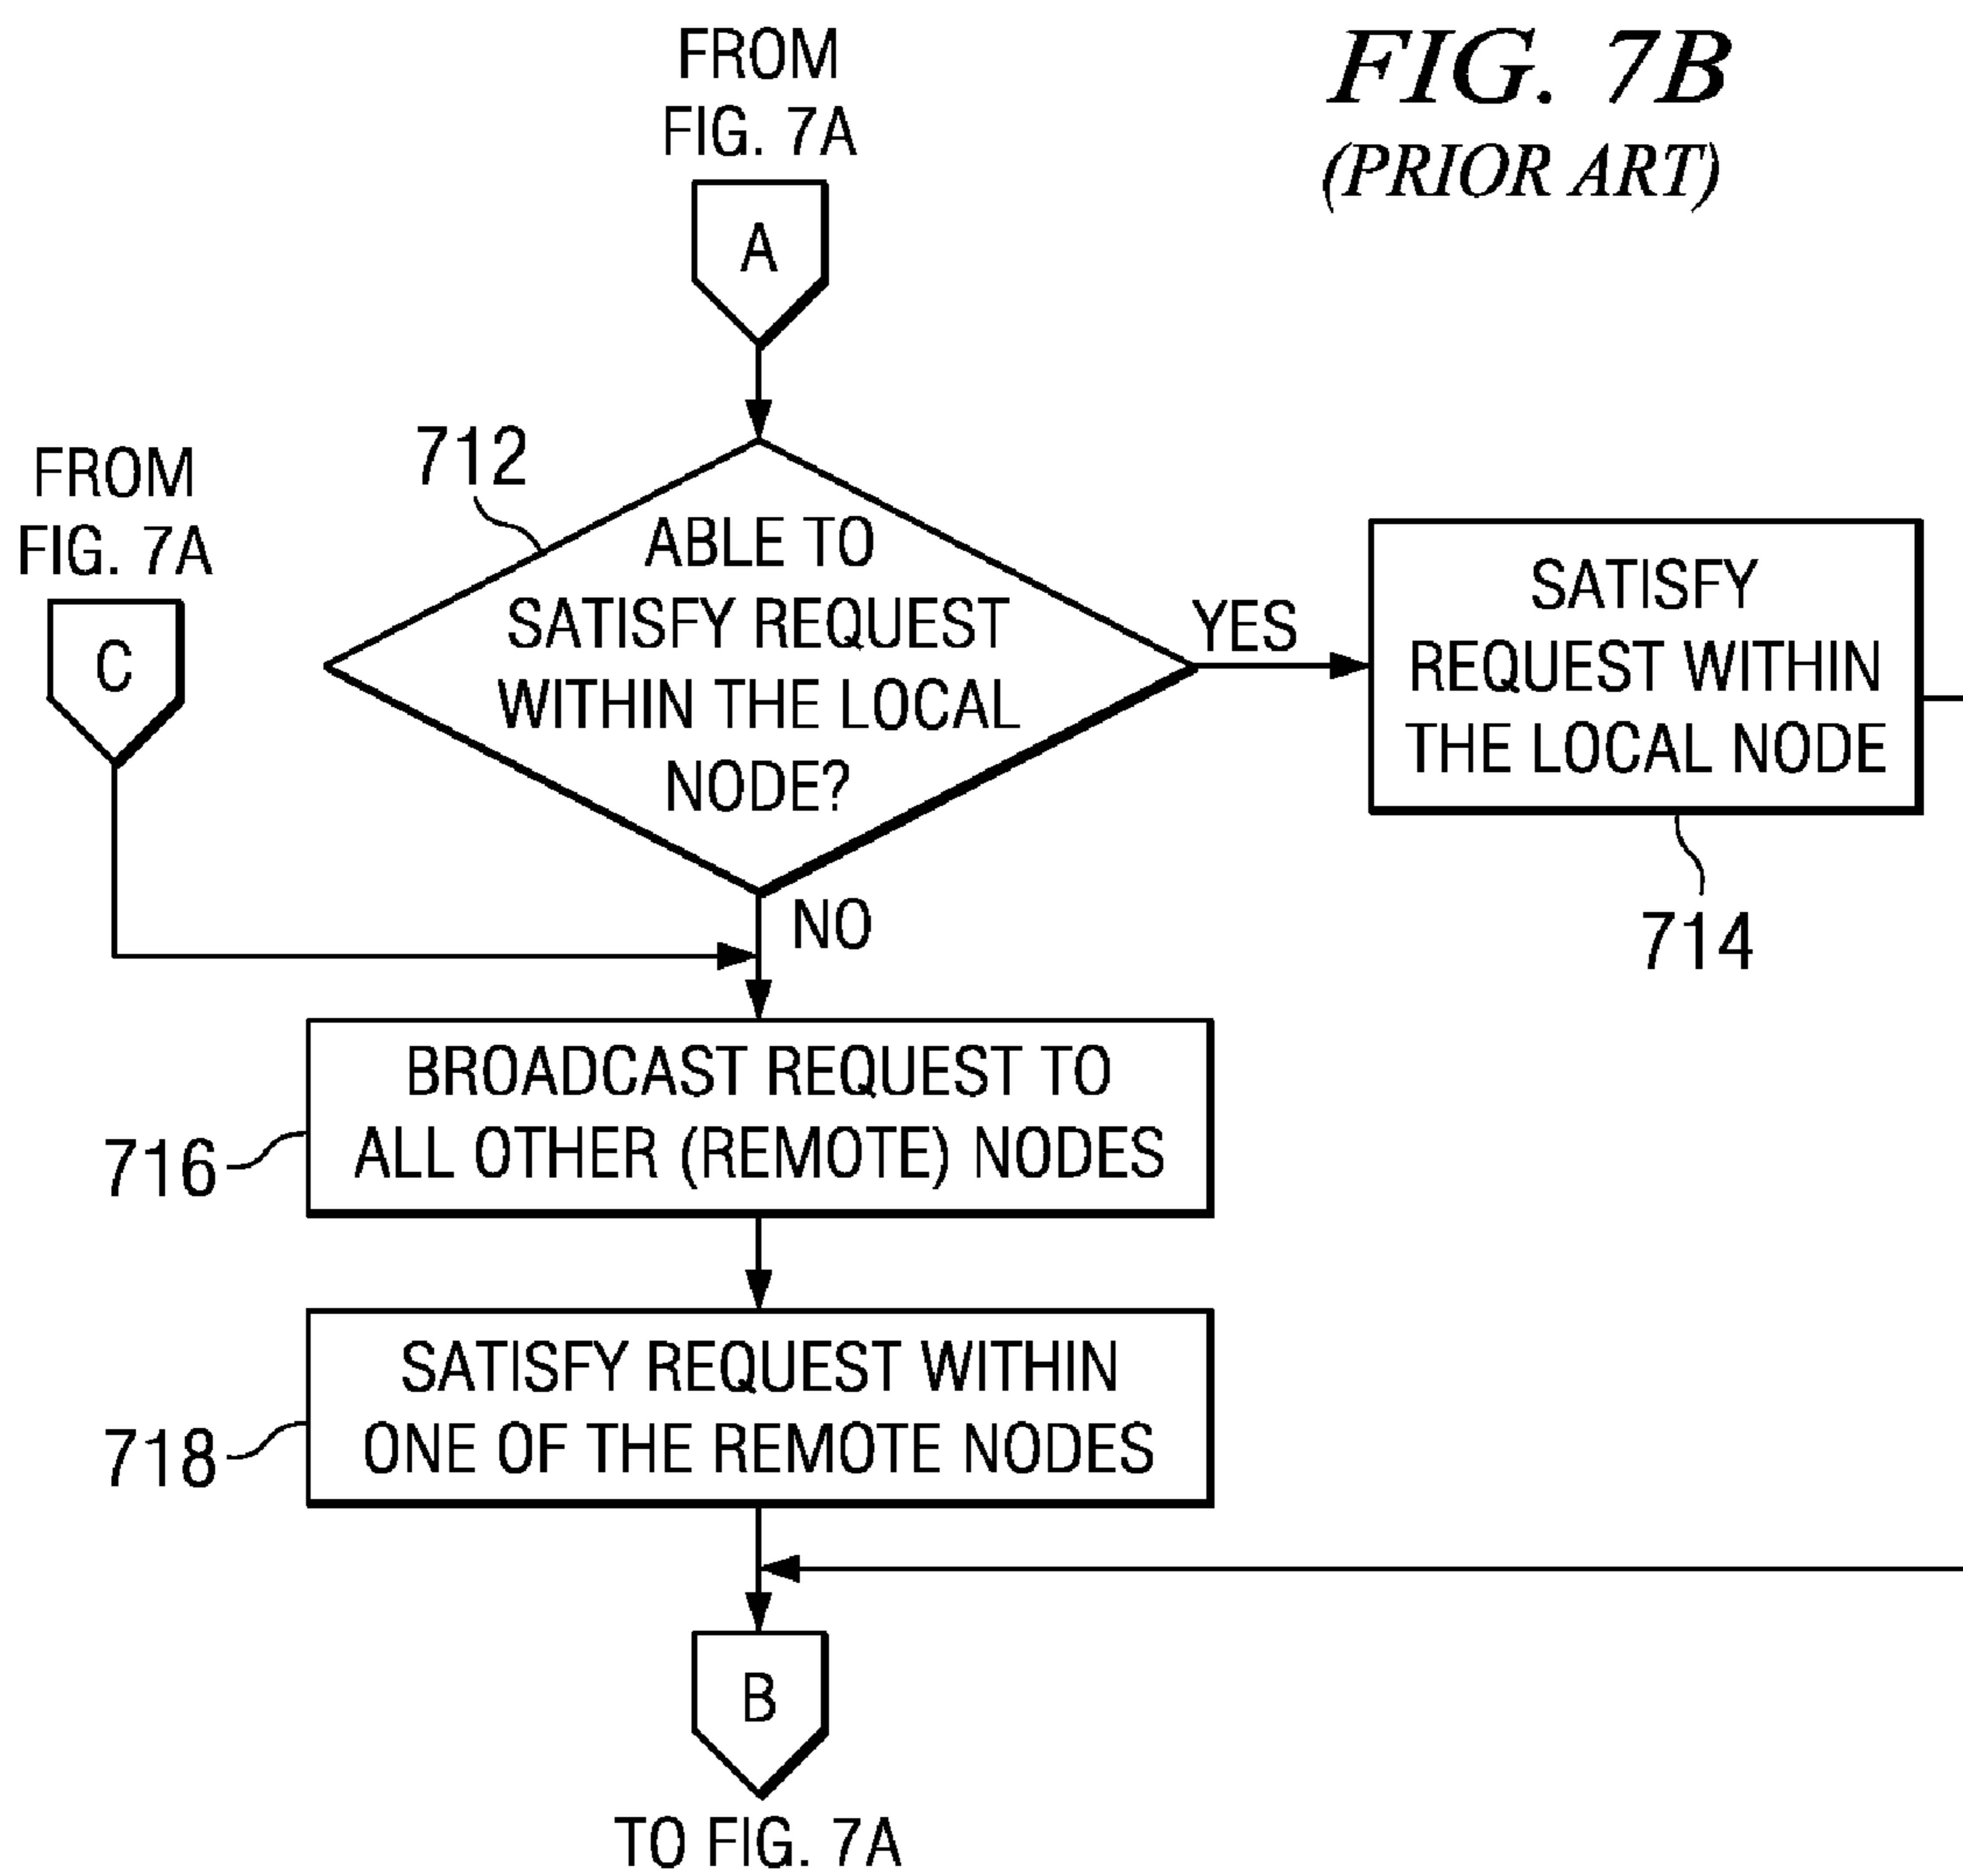 FIG. 7B
(PRIOR ART)
FROM
FIG. 7A
A
712
ABLE TO
SATISFY REQUEST
WITHIN THE LOCAL
NODE?
YES
SATISFY
REQUEST WITHIN
THE LOCAL NODE
714
FROM
FIG. 7A
C
NO
BROADCAST REQUEST TO
ALL OTHER (REMOTE) NODES
716
SATISFY REQUEST WITHIN
ONE OF THE REMOTE NODES
718
B
TO FIG. 7A